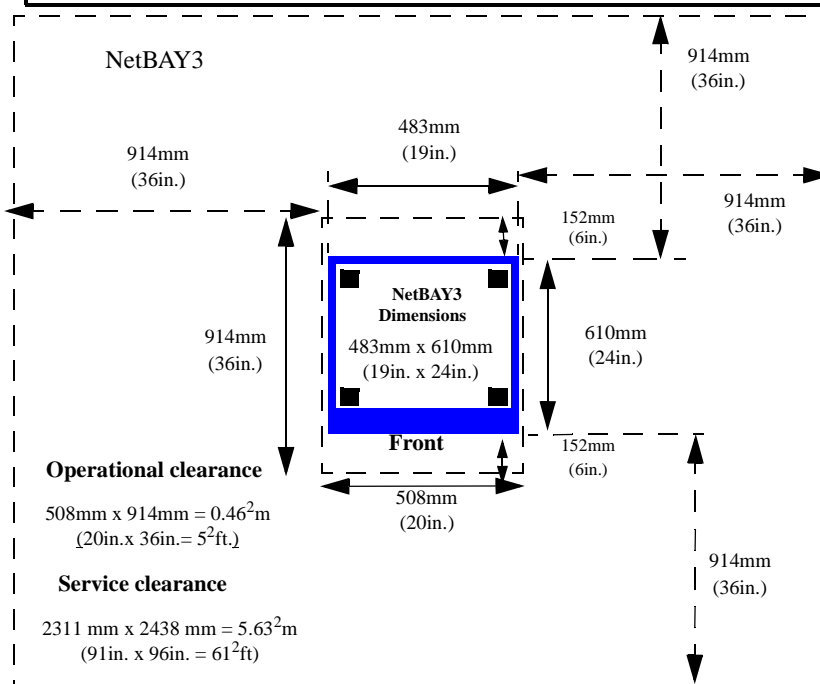 NetBAY3
914mm
(36in.)
483mm
(19in.)
914mm
(36in.)
914mm
(36in.)
152mm
(6in.)
NetBAY3
Dimensions
483mm x 610mm
(19in. x 24in.)
914mm
(36in.)
610mm
(24in.)
Front
152mm
(6in.)
Operational clearance
508mm
(20in.)
508mm x 914mm = 0.46²m
(20in.x 36in.= 5²ft.)
914mm
(36in.)
Service clearance
2311 mm x 2438 mm = 5.63²m
(91in. x 96in. = 61²ft)